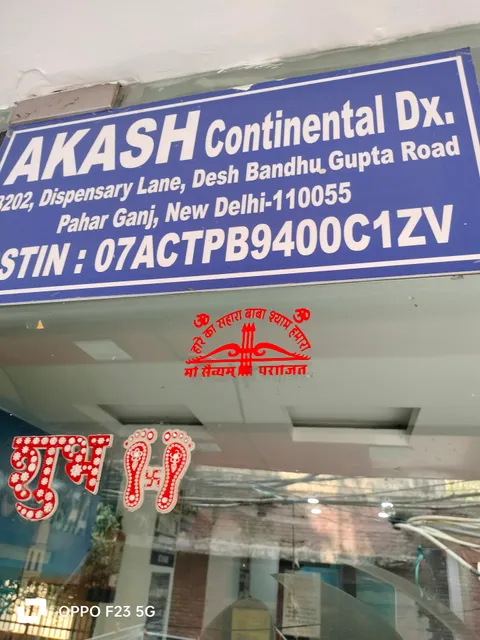 AKASH Continental Dx.
3202, Dispensary Lane, Desh Bandhu Gupta Road
Pahar Ganj, New Delhi-110055
STIN : 07ACTPB9400C1ZV
ॐ हारे का सहारा बाबा श्याम हमारा ॐ
माँ सैव्यम् पराजित
शुभ
OPPO F23 5G